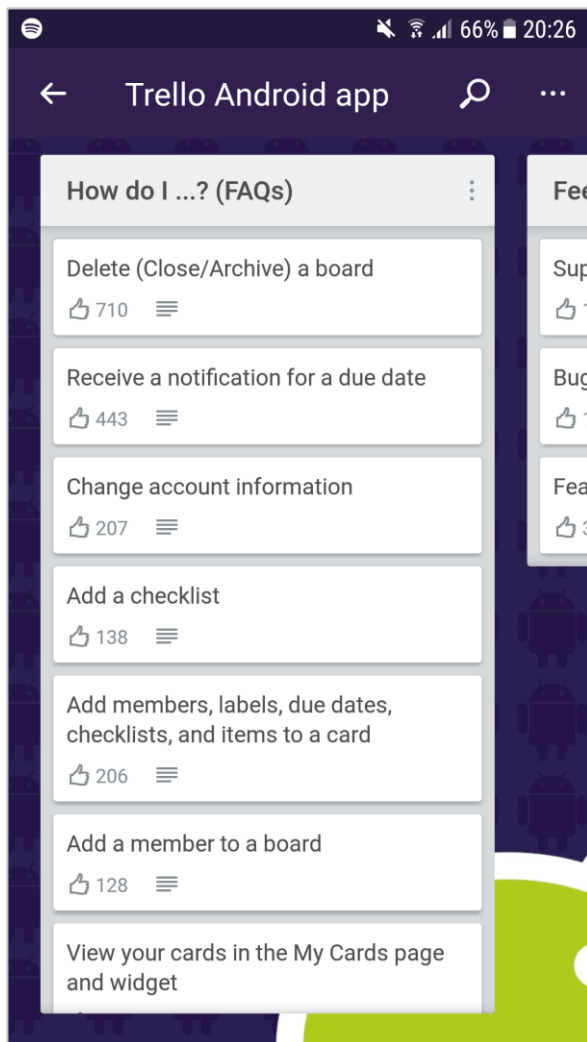 66% 20:26
Trello Android app
How do I ...? (FAQs)
Delete (Close/Archive) a board
710
Receive a notification for a due date
443
Change account information
207
Add a checklist
138
Add members, labels, due dates,
checklists, and items to a card
206
Add a member to a board
128
View your cards in the My Cards page
and widget